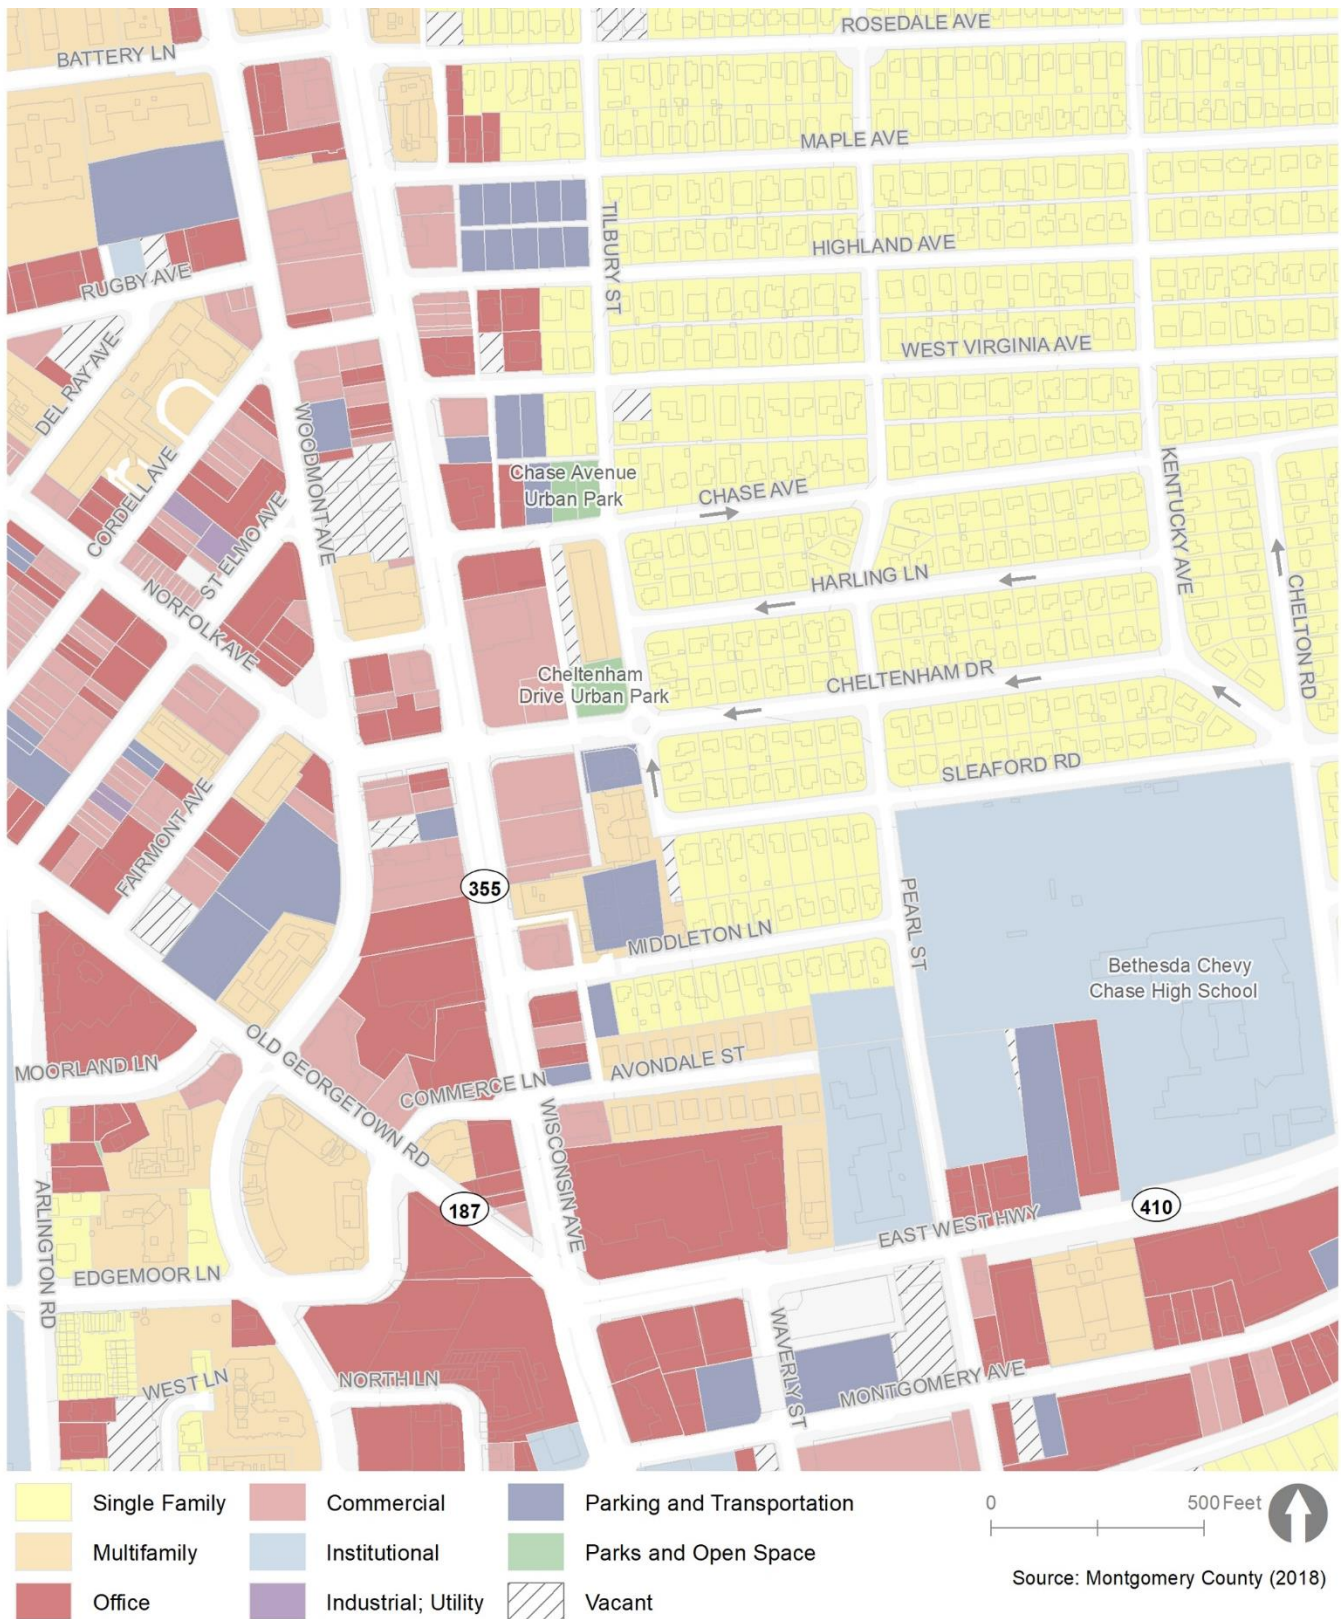 ROSEDALE AVE
BATTERY LN
MAPLE AVE
TILBURY ST
HIGHLAND AVE
RUGBY AVE
WEST VIRGINIA AVE
DEL RAY AVE
WOODMONT AVE
CORDELL AVE
Chase Avenue
Urban Park
CHASE AVE
KENTUCKY AVE
ST ELMO AVE
HARLING LN
CHELTON RD
NORFOLK AVE
Cheltenham
Drive Urban Park
CHELTENHAM DR
SLEAFORD RD
FAIRMONT AVE
355
PEARL ST
MIDDLETON LN
Bethesda Chevy
Chase High School
OLD GEORGETOWN RD
MOORLAND LN
AVONDALE ST
COMMERCE LN
WISCONSIN AVE
ARLINGTON RD
187
410
EAST WEST HWY
EDGEMOOR LN
WAVERLY ST
WEST LN
NORTH LN
MONTGOMERY AVE
Single Family
Commercial
Parking and Transportation
0 500 Feet
Multifamily
Institutional
Parks and Open Space
Source: Montgomery County (2018)
Office
Industrial; Utility
Vacant